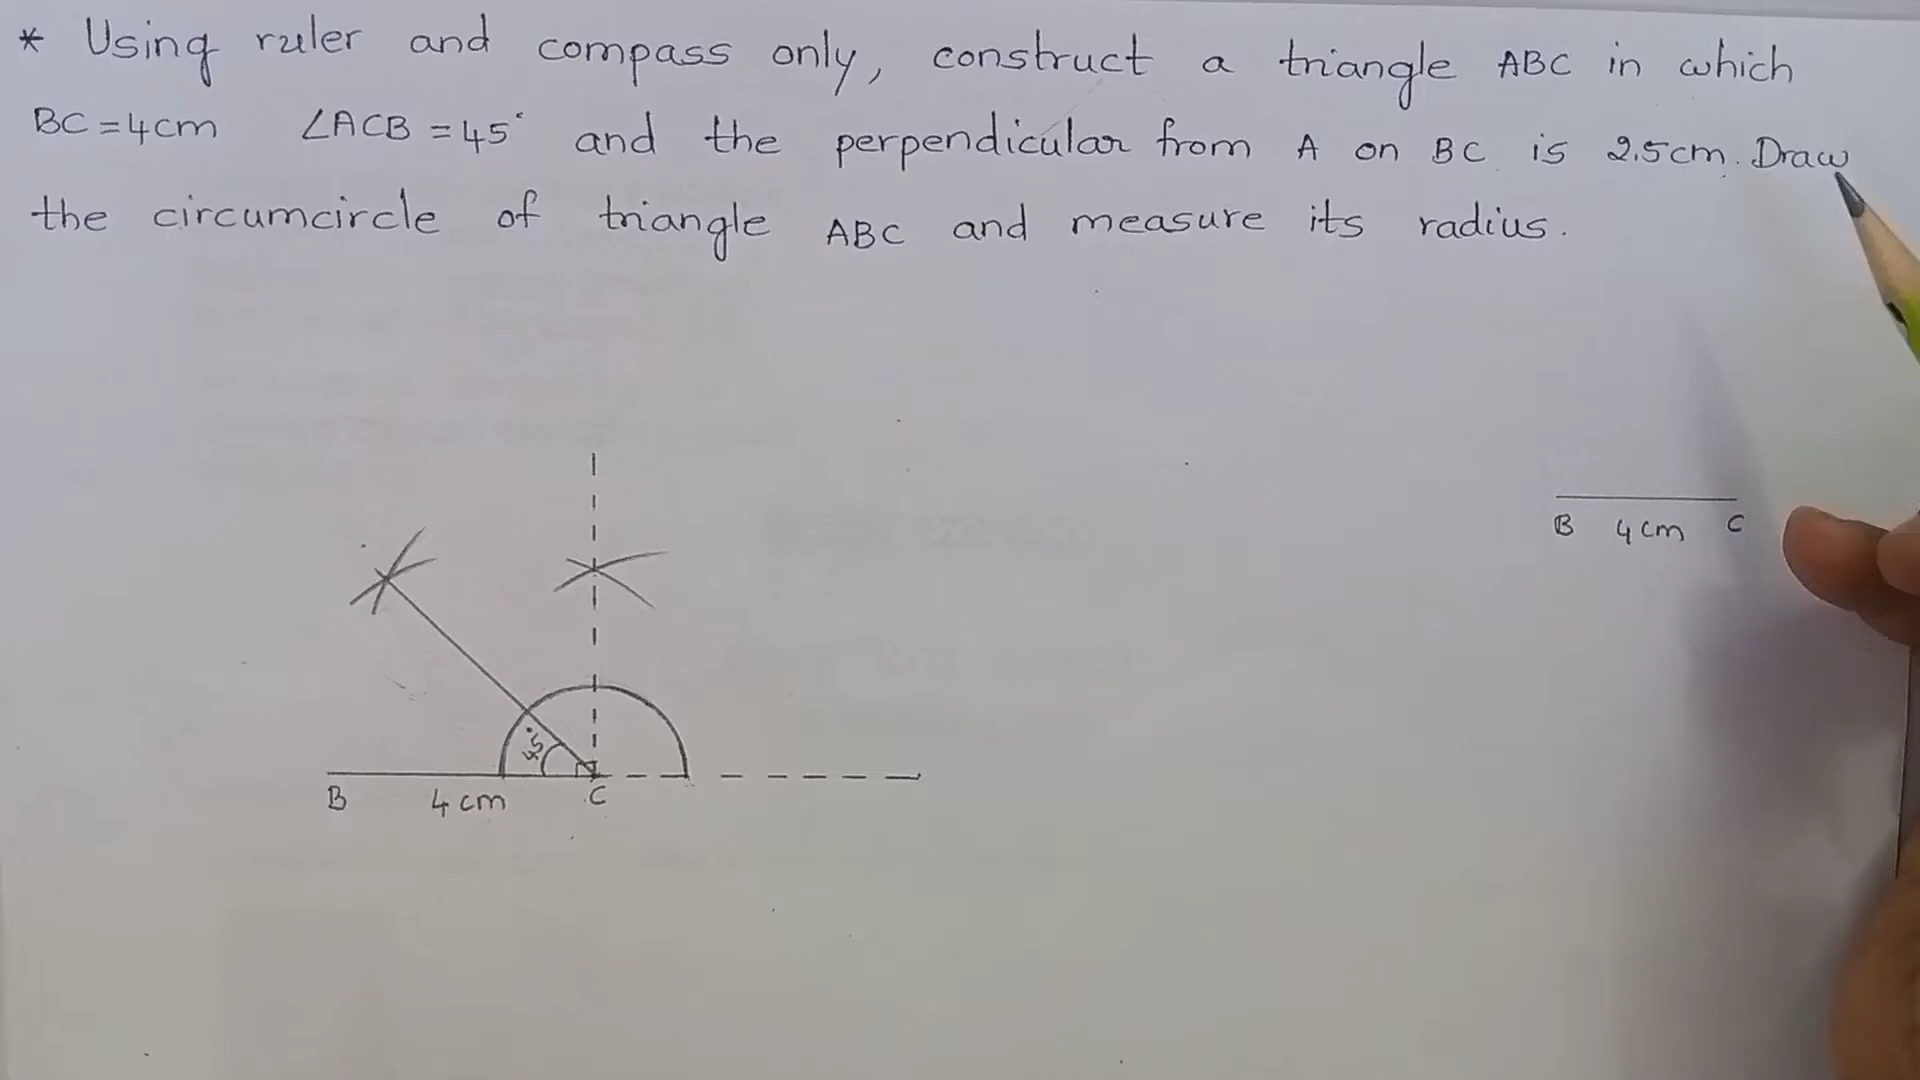 * Using ruler and compass only, construct a triangle ABC in which
BC = 4cm ∠ACB = 45° and the perpendicular from A on BC is 2.5cm. Draw
the circumcircle of triangle ABC and measure its radius.
B 4 cm C
45°
B 4 cm C